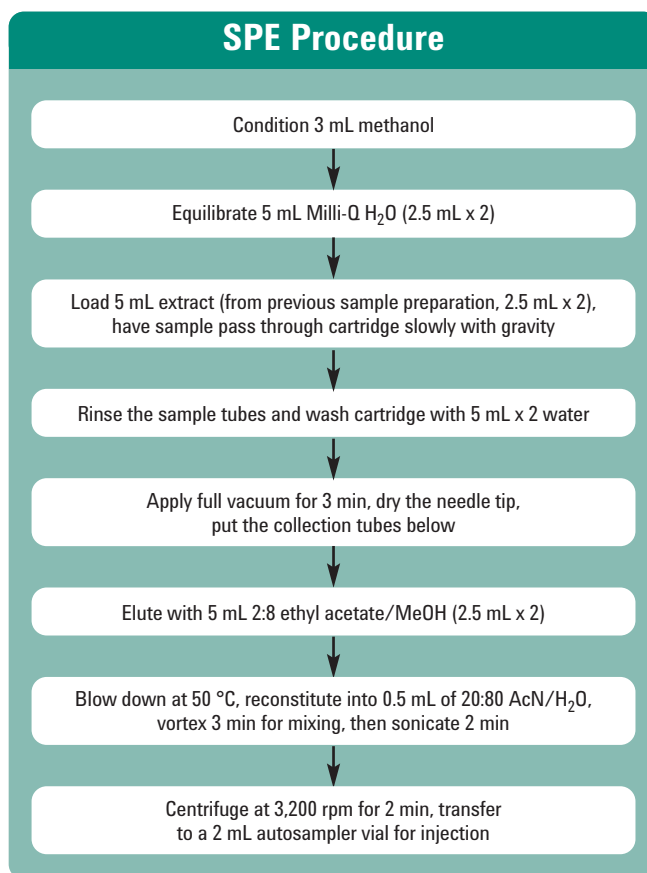 SPE Procedure
Condition 3 mL methanol
Equilibrate 5 mL Milli-Q H₂O (2.5 mL x 2)
Load 5 mL extract (from previous sample preparation, 2.5 mL x 2),
have sample pass through cartridge slowly with gravity
Rinse the sample tubes and wash cartridge with 5 mL x 2 water
Apply full vacuum for 3 min, dry the needle tip,
put the collection tubes below
Elute with 5 mL 2:8 ethyl acetate/MeOH (2.5 mL x 2)
Blow down at 50 °C, reconstitute into 0.5 mL of 20:80 AcN/H₂O,
vortex 3 min for mixing, then sonicate 2 min
Centrifuge at 3,200 rpm for 2 min, transfer
to a 2 mL autosampler vial for injection